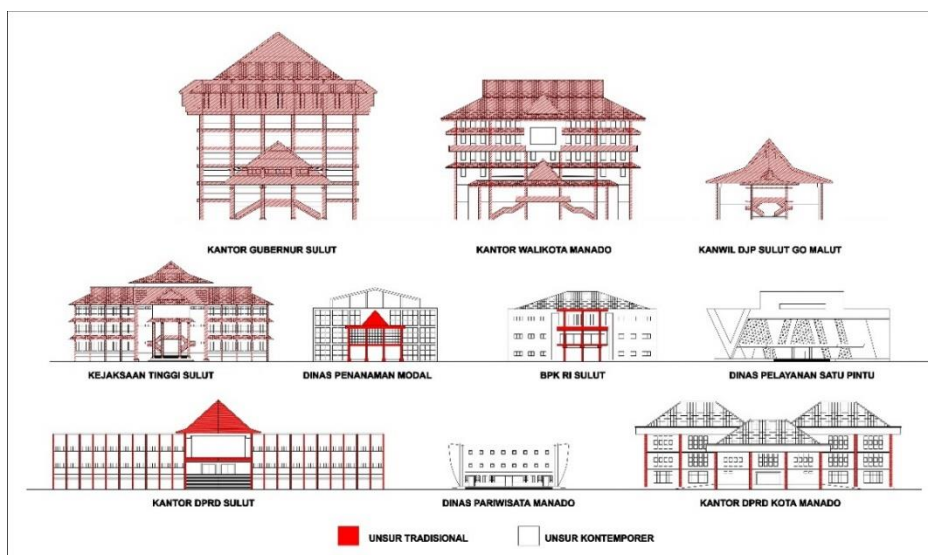 KANTOR GUBERNUR SULUT
KANTOR WALIKOTA MANADO
KANWIL DJP SULUT GO MALUT
KEJAKSAAN TINGGI SULUT
DINAS PENANAMAN MODAL
BPK RI SULUT
DINAS PELAYANAN SATU PINTU
KANTOR DPRD SULUT
DINAS PARIWISATA MANADO
KANTOR DPRD KOTA MANADO
UNSUR TRADISIONAL
UNSUR KONTEMPORER